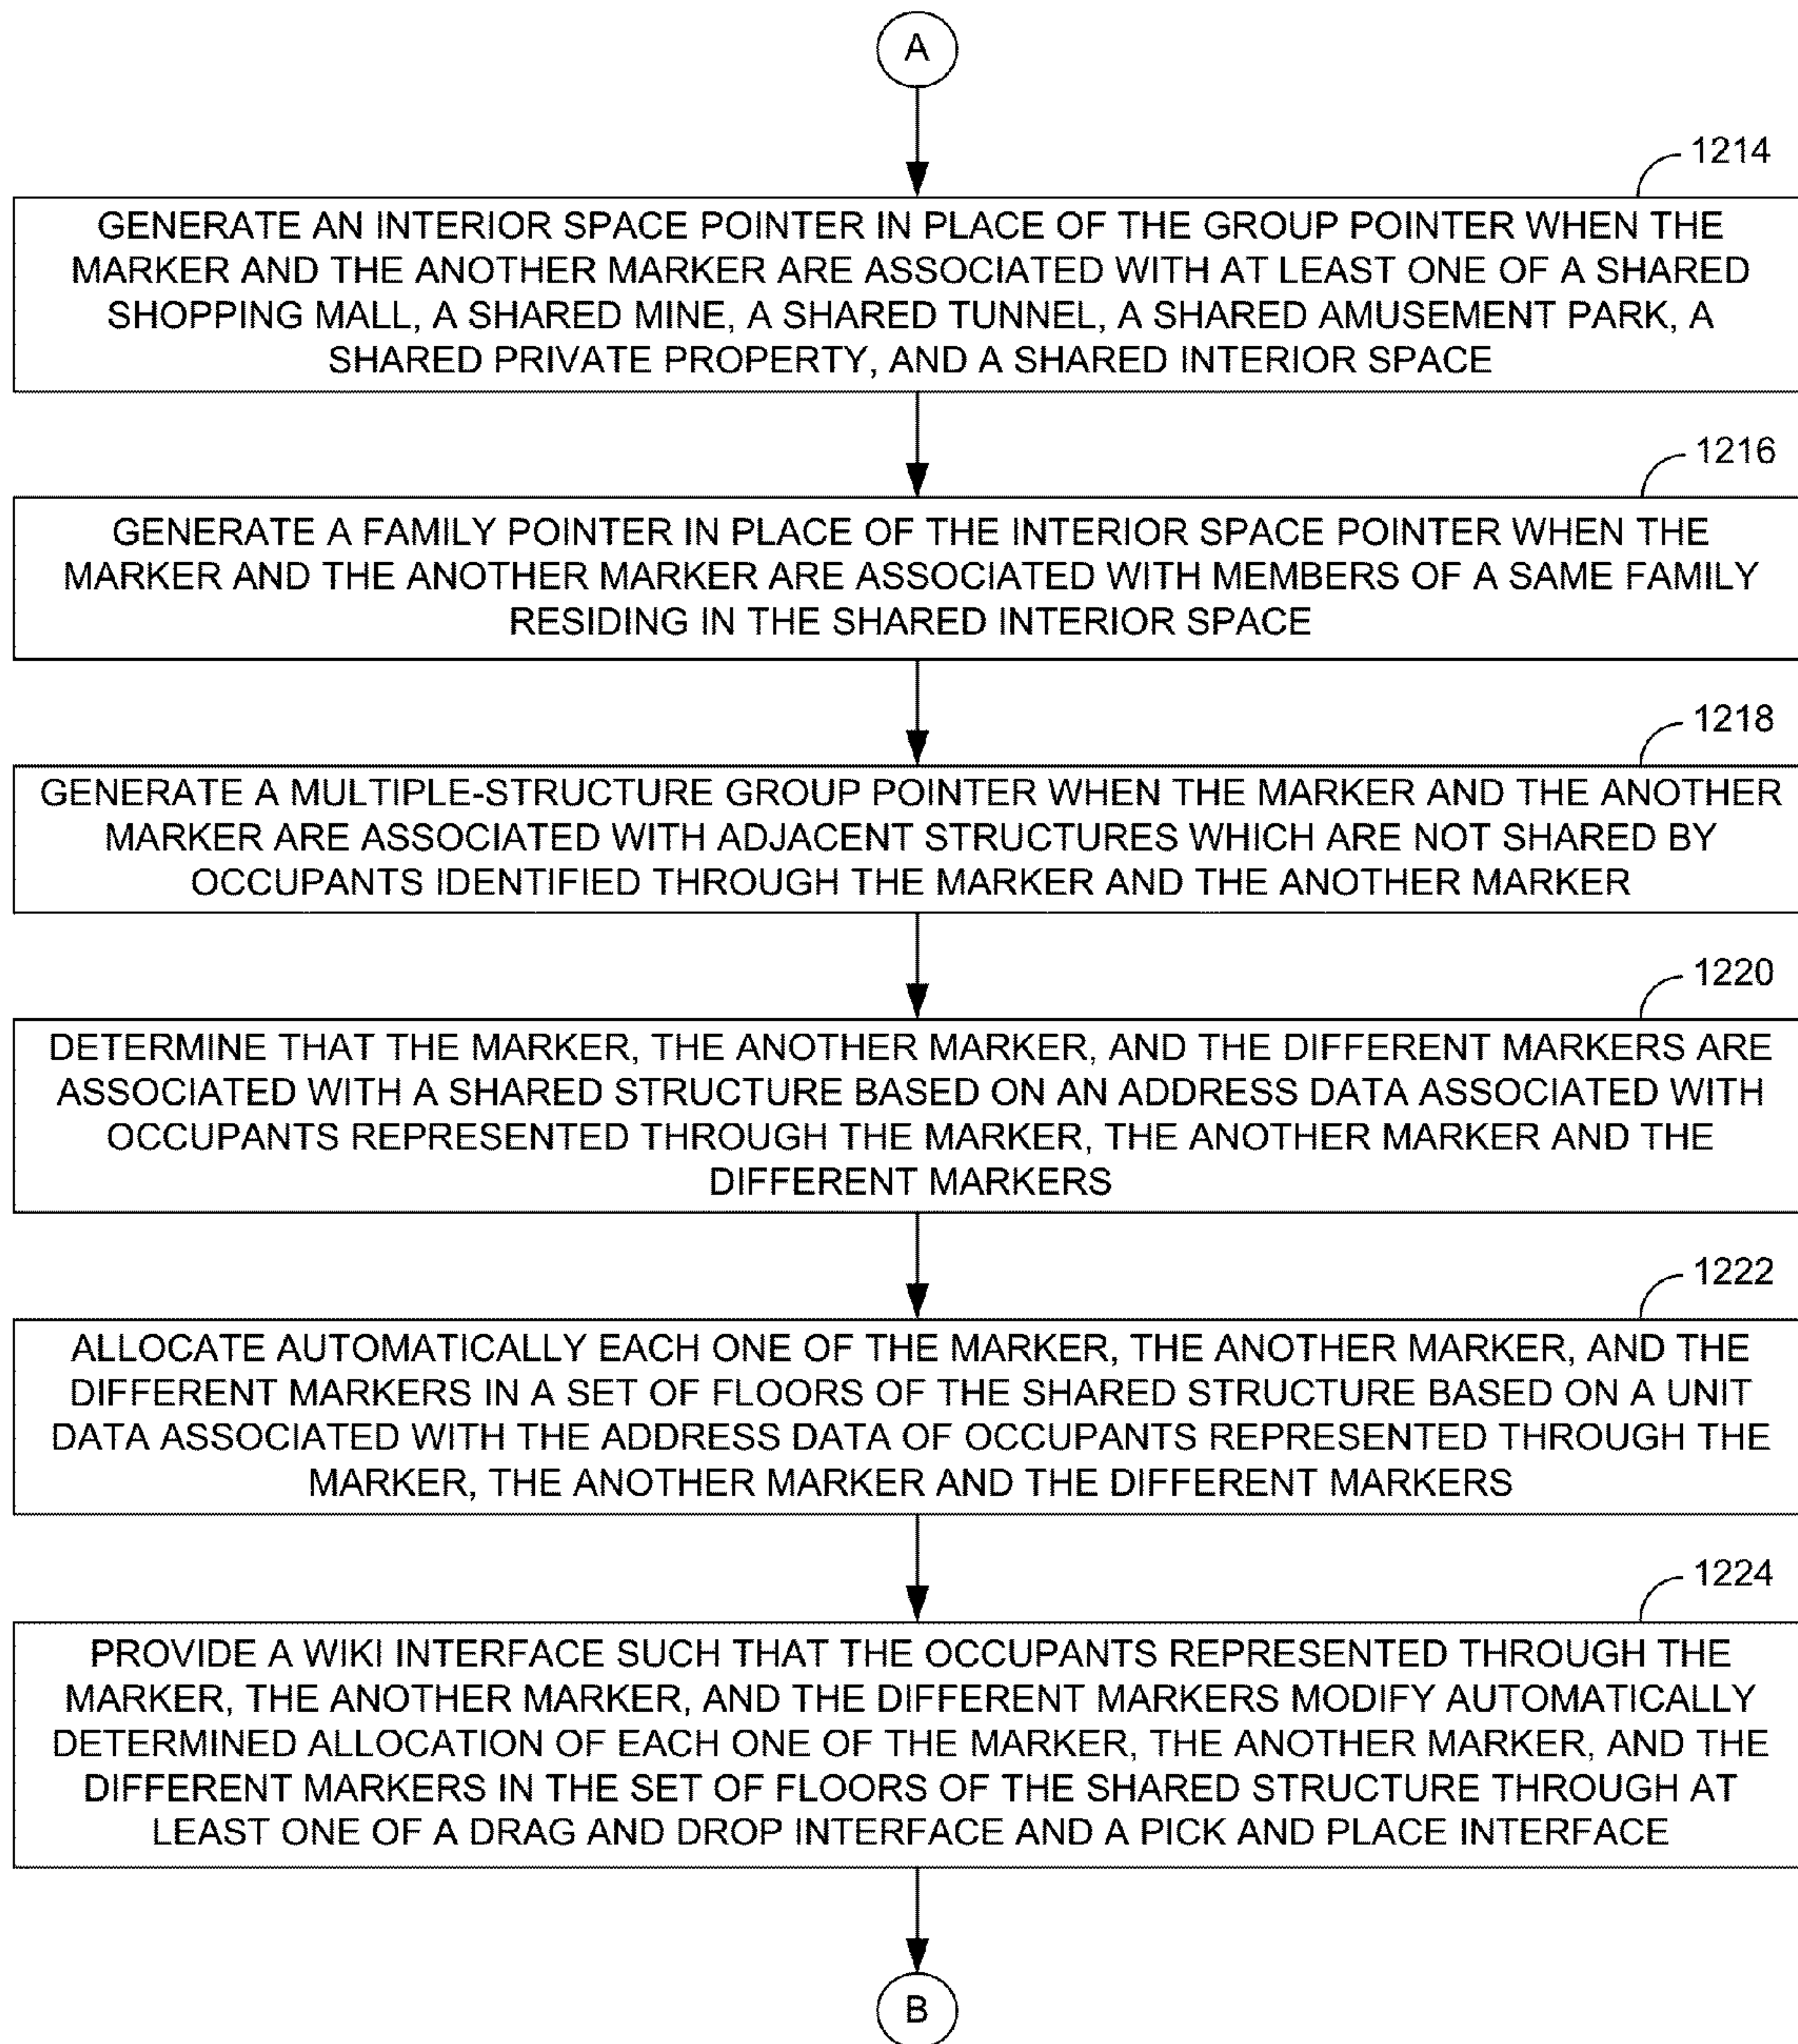 A
1214
GENERATE AN INTERIOR SPACE POINTER IN PLACE OF THE GROUP POINTER WHEN THE
MARKER AND THE ANOTHER MARKER ARE ASSOCIATED WITH AT LEAST ONE OF A SHARED
SHOPPING MALL, A SHARED MINE, A SHARED TUNNEL, A SHARED AMUSEMENT PARK, A
SHARED PRIVATE PROPERTY, AND A SHARED INTERIOR SPACE
1216
GENERATE A FAMILY POINTER IN PLACE OF THE INTERIOR SPACE POINTER WHEN THE
MARKER AND THE ANOTHER MARKER ARE ASSOCIATED WITH MEMBERS OF A SAME FAMILY
RESIDING IN THE SHARED INTERIOR SPACE
1218
GENERATE A MULTIPLE-STRUCTURE GROUP POINTER WHEN THE MARKER AND THE ANOTHER
MARKER ARE ASSOCIATED WITH ADJACENT STRUCTURES WHICH ARE NOT SHARED BY
OCCUPANTS IDENTIFIED THROUGH THE MARKER AND THE ANOTHER MARKER
1220
DETERMINE THAT THE MARKER, THE ANOTHER MARKER, AND THE DIFFERENT MARKERS ARE
ASSOCIATED WITH A SHARED STRUCTURE BASED ON AN ADDRESS DATA ASSOCIATED WITH
OCCUPANTS REPRESENTED THROUGH THE MARKER, THE ANOTHER MARKER AND THE
DIFFERENT MARKERS
1222
ALLOCATE AUTOMATICALLY EACH ONE OF THE MARKER, THE ANOTHER MARKER, AND THE
DIFFERENT MARKERS IN A SET OF FLOORS OF THE SHARED STRUCTURE BASED ON A UNIT
DATA ASSOCIATED WITH THE ADDRESS DATA OF OCCUPANTS REPRESENTED THROUGH THE
MARKER, THE ANOTHER MARKER AND THE DIFFERENT MARKERS
1224
PROVIDE A WIKI INTERFACE SUCH THAT THE OCCUPANTS REPRESENTED THROUGH THE
MARKER, THE ANOTHER MARKER, AND THE DIFFERENT MARKERS MODIFY AUTOMATICALLY
DETERMINED ALLOCATION OF EACH ONE OF THE MARKER, THE ANOTHER MARKER, AND THE
DIFFERENT MARKERS IN THE SET OF FLOORS OF THE SHARED STRUCTURE THROUGH AT
LEAST ONE OF A DRAG AND DROP INTERFACE AND A PICK AND PLACE INTERFACE
B